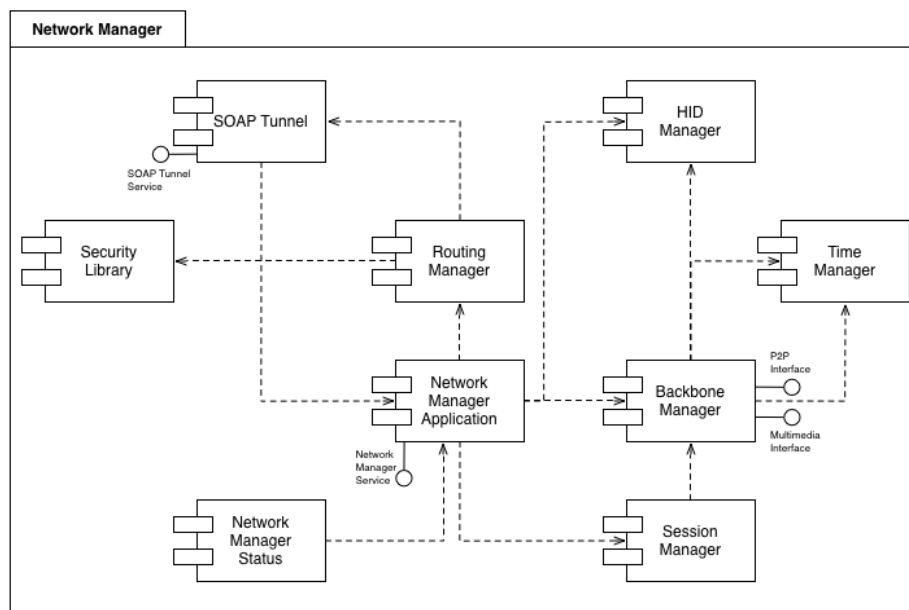 Network Manager
SOAP Tunnel
HID
Manager
SOAP Tunnel
Service
Security
Library
Routing
Manager
Time
Manager
Network
Manager
Application
Backbone
Manager
P2P
Interface
Multimedia
Interface
Network
Manager
Service
Network
Manager
Status
Session
Manager